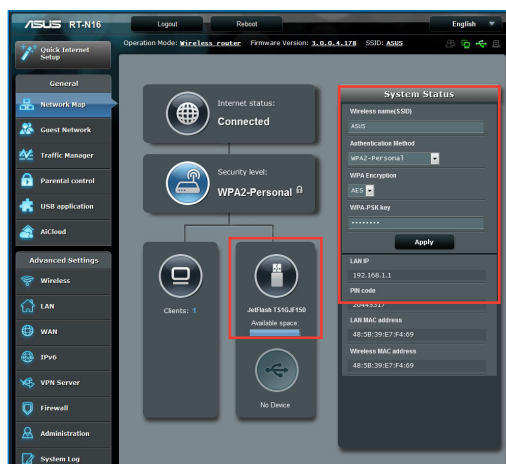 ASUS RT-N16
Logout
Reboot
English
Operation Mode: Wireless router Firmware Version: 3.0.0.4.178 SSID: ASUS
Quick Internet
Setup
General
Network Map
Guest Network
Traffic Manager
Parental control
USB application
AiCloud
Advanced Settings
Wireless
LAN
WAN
IPv6
VPN Server
Firewall
Administration
System Log
Internet status:
Connected
Security level:
WPA2-Personal
Clients: 1
JetFlash TS1GJF150
Available space:
No Device
System Status
Wireless name(SSID)
ASUS
Authentication Method
WPA2-Personal
WPA Encryption
AES
WPA-PSK key
••••••••
Apply
LAN IP
192.168.1.1
PIN code
20445317
LAN MAC address
48:5B:39:E7:F4:69
Wireless MAC address
48:5B:39:E7:F4:69